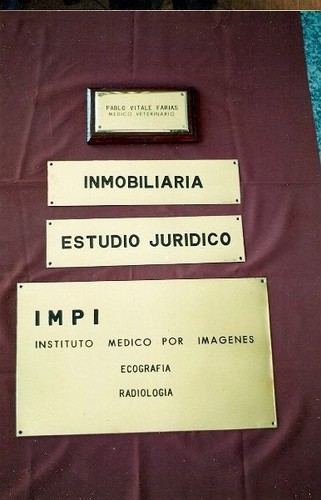 PABLO VITALE FARIAS
MEDICO VETERINARIO
INMOBILIARIA
ESTUDIO JURIDICO
IMPI
INSTITUTO MEDICO POR IMAGENES
ECOGRAFIA
RADIOLOGIA